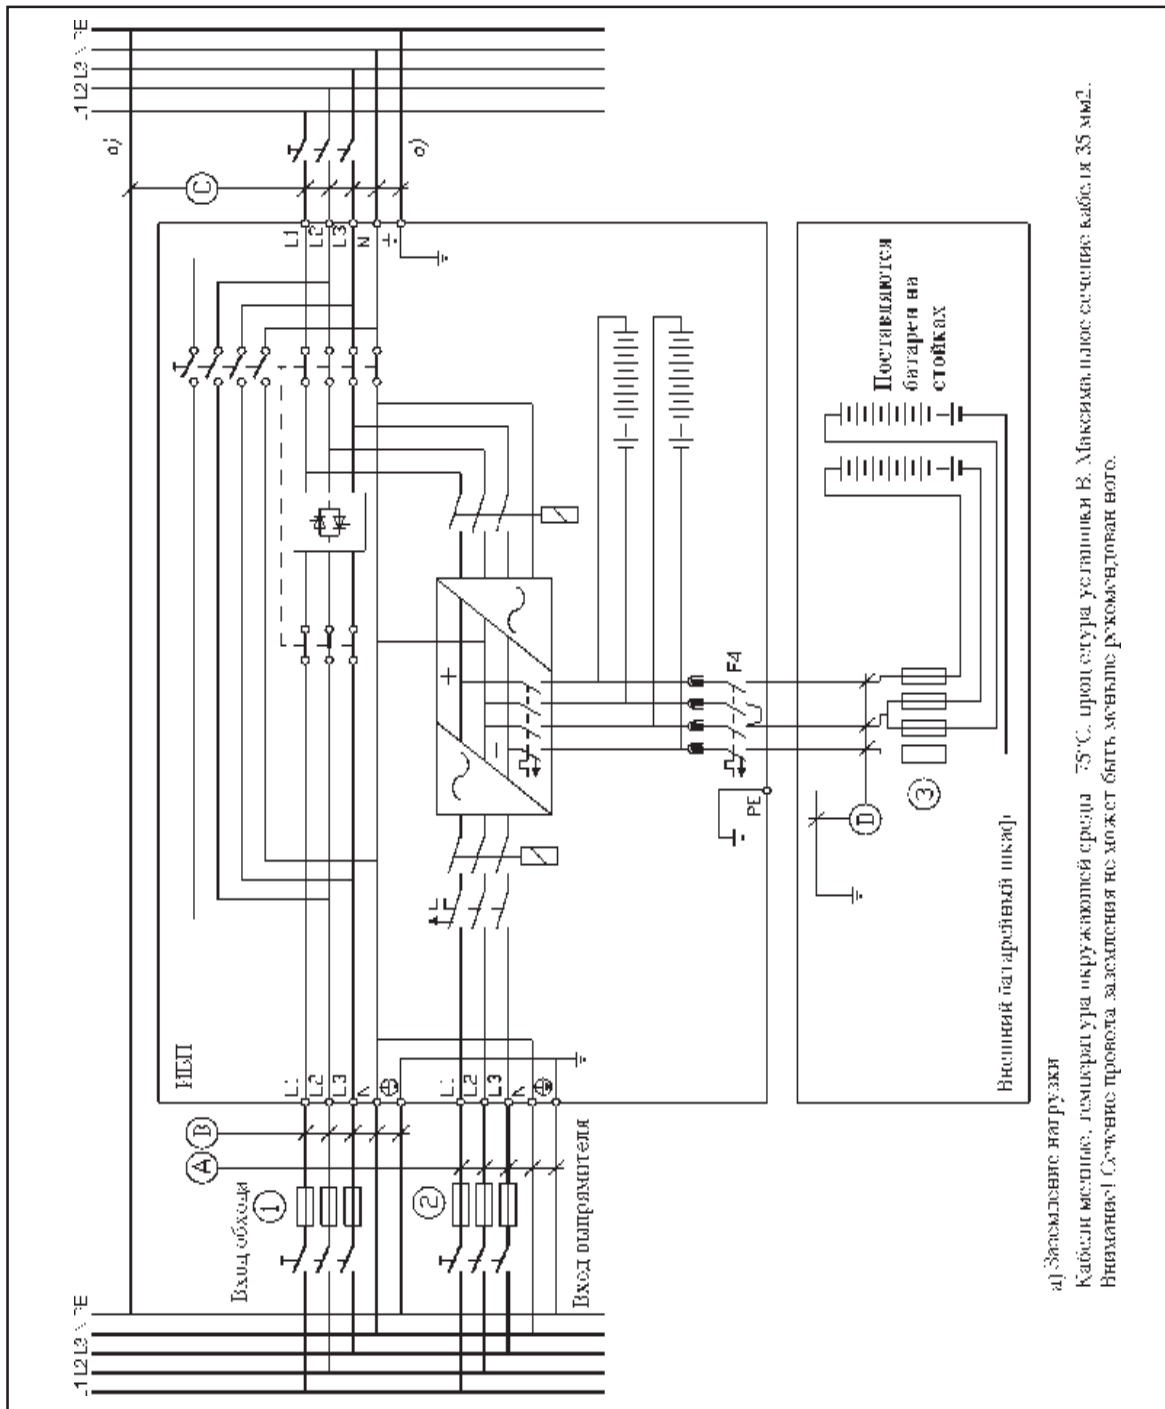 L1 L2 L3 N PE
Вход обхода
1
A
B
L1
L2
L3
N
ИБП
2
Вход выпрямителя
L1
L2
L3
N
+
-
F4
PE
C
а)
а)
L1
L2
L3
N
L1 L2 L3 N PE
D
3
Внешний батарейный шкаф
Поставляются
батареи на
стойках
а) Заземление нагрузки
Кабели медные, температура окружающей среды 75°C, процедура установки B. Максимальное сечение кабеля 35 мм2.
Внимание! Сечение провода заземления не может быть меньше рекомендованного.